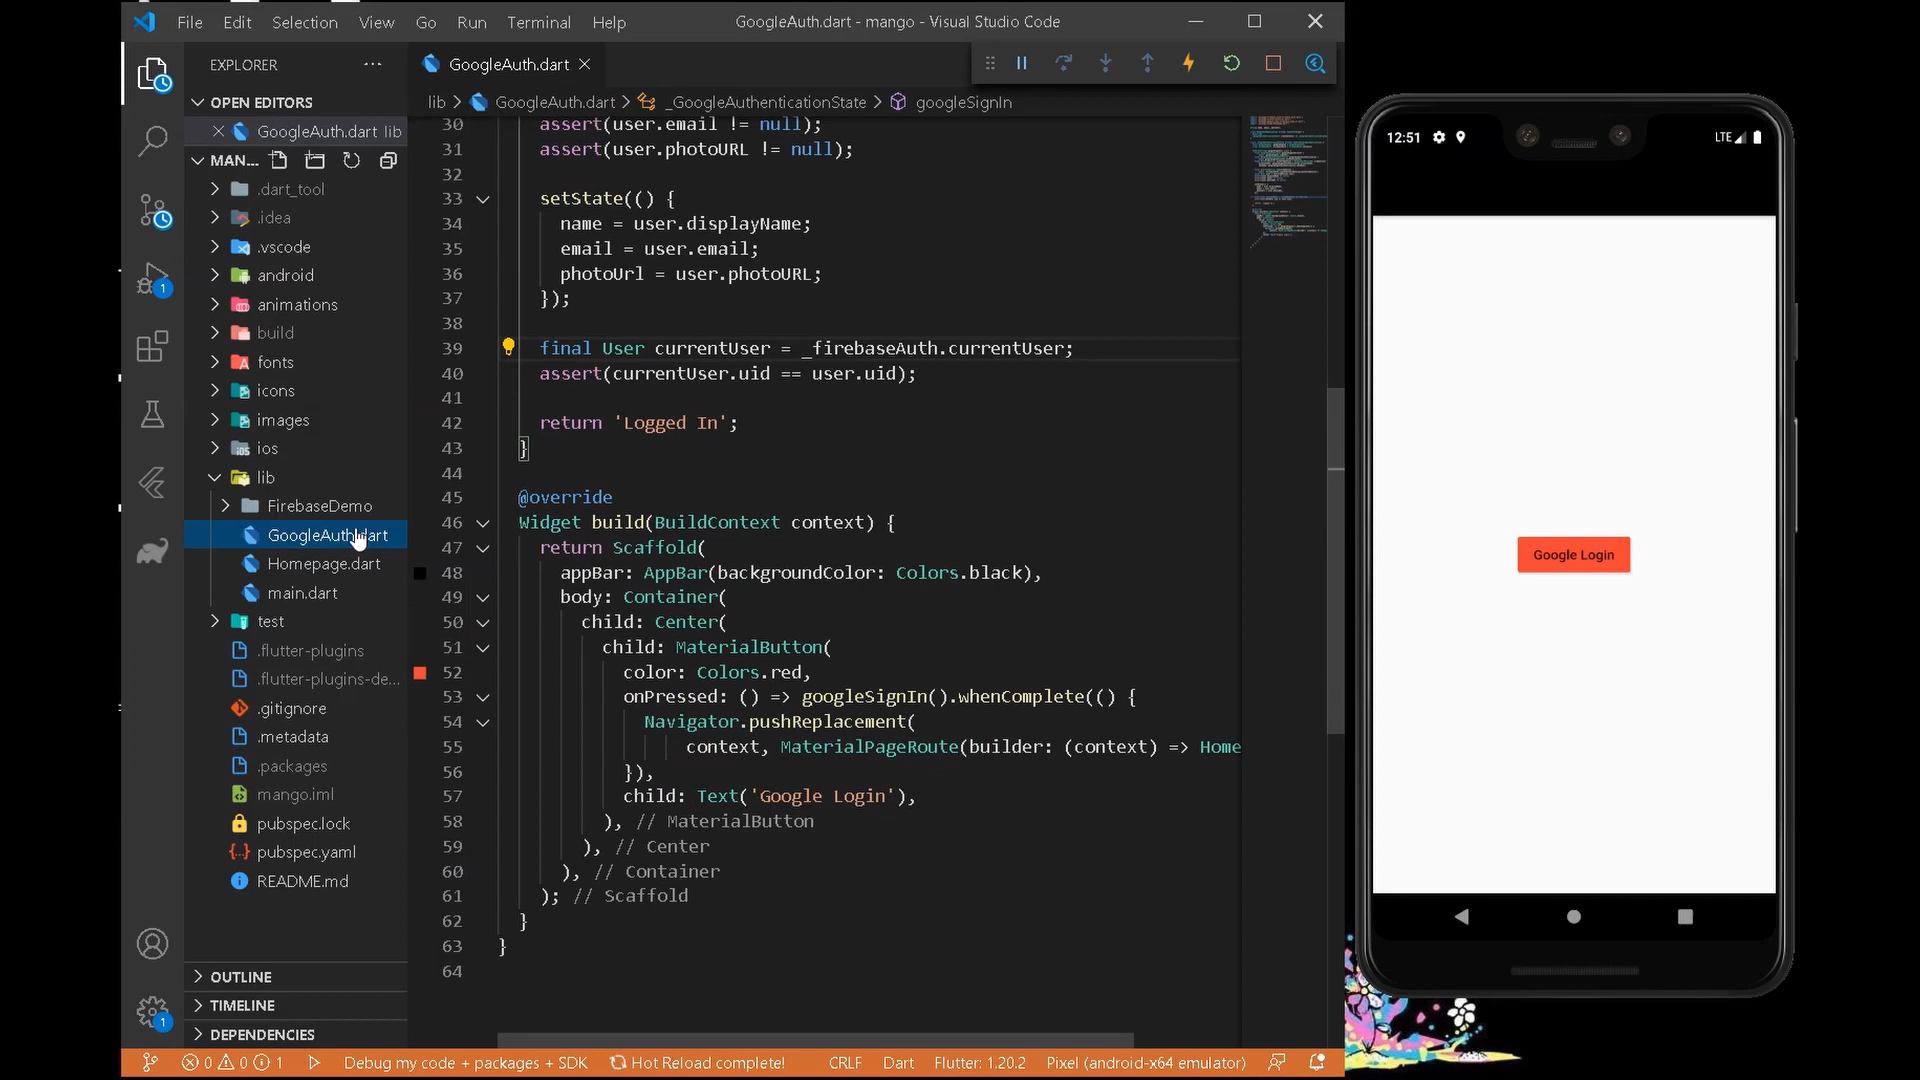 File Edit Selection View Go Run Terminal Help
GoogleAuth.dart - mango - Visual Studio Code
EXPLORER
OPEN EDITORS
GoogleAuth.dart lib
MAN...
.dart_tool
.idea
.vscode
android
animations
build
fonts
icons
images
ios
lib
FirebaseDemo
GoogleAuth.dart
Homepage.dart
main.dart
test
.flutter-plugins
.flutter-plugins-de...
.gitignore
.metadata
.packages
mango.iml
pubspec.lock
pubspec.yaml
README.md
OUTLINE
TIMELINE
DEPENDENCIES
1
1
GoogleAuth.dart
lib > GoogleAuth.dart > _GoogleAuthenticationState > googleSignIn
30 assert(user.email != null);
31 assert(user.photoURL != null);
32
33 setState(() {
34 name = user.displayName;
35 email = user.email;
36 photoUrl = user.photoURL;
37 });
38
39 final User currentUser = _firebaseAuth.currentUser;
40 assert(currentUser.uid == user.uid);
41
42 return 'Logged In';
43 }
44
45 @override
46 Widget build(BuildContext context) {
47 return Scaffold(
48 appBar: AppBar(backgroundColor: Colors.black),
49 body: Container(
50 child: Center(
51 child: MaterialButton(
52 color: Colors.red,
53 onPressed: () => googleSignIn().whenComplete(() {
54 Navigator.pushReplacement(
55 context, MaterialPageRoute(builder: (context) => Home
56 }),
57 child: Text('Google Login'),
58 ), // MaterialButton
59 ), // Center
60 ), // Container
61 ); // Scaffold
62 }
63 }
64
0 0 1 Debug my code + packages + SDK Hot Reload complete! CRLF Dart Flutter: 1.20.2 Pixel (android-x64 emulator)
12:51 LTE
Google Login